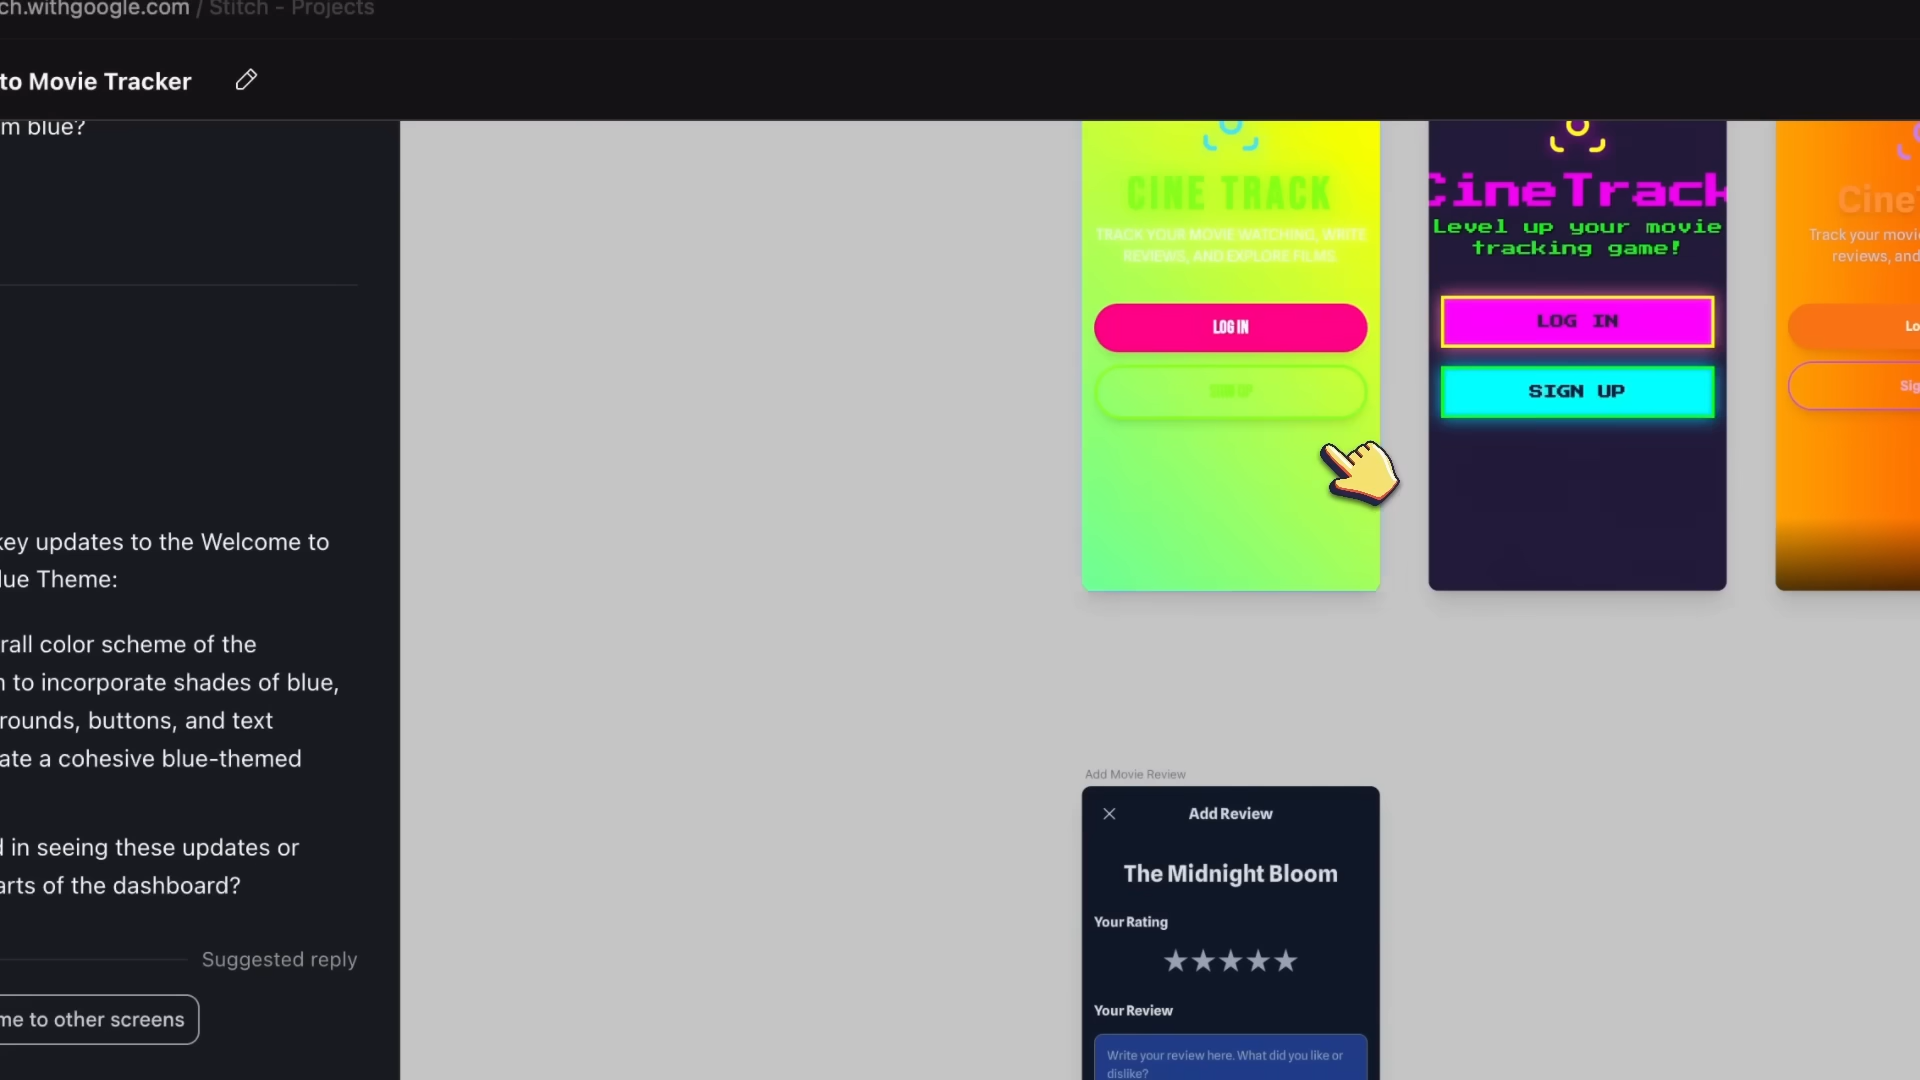 ch.withgoogle.com / Stitch - Projects
to Movie Tracker
m blue?
key updates to the Welcome to
lue Theme:
rall color scheme of the
n to incorporate shades of blue,
rounds, buttons, and text
ate a cohesive blue-themed
d in seeing these updates or
arts of the dashboard?
Suggested reply
me to other screens
CINE TRACK
TRACK YOUR MOVIE WATCHING, WRITE
REVIEWS, AND EXPLORE FILMS.
LOG IN
SIGN UP
CineTrack
Level up your movie
tracking game!
LOG IN
SIGN UP
CineT
Track your movi
reviews, and
Lo
Sig
Add Movie Review
Add Review
The Midnight Bloom
Your Rating
Your Review
Write your review here. What did you like or
dislike?